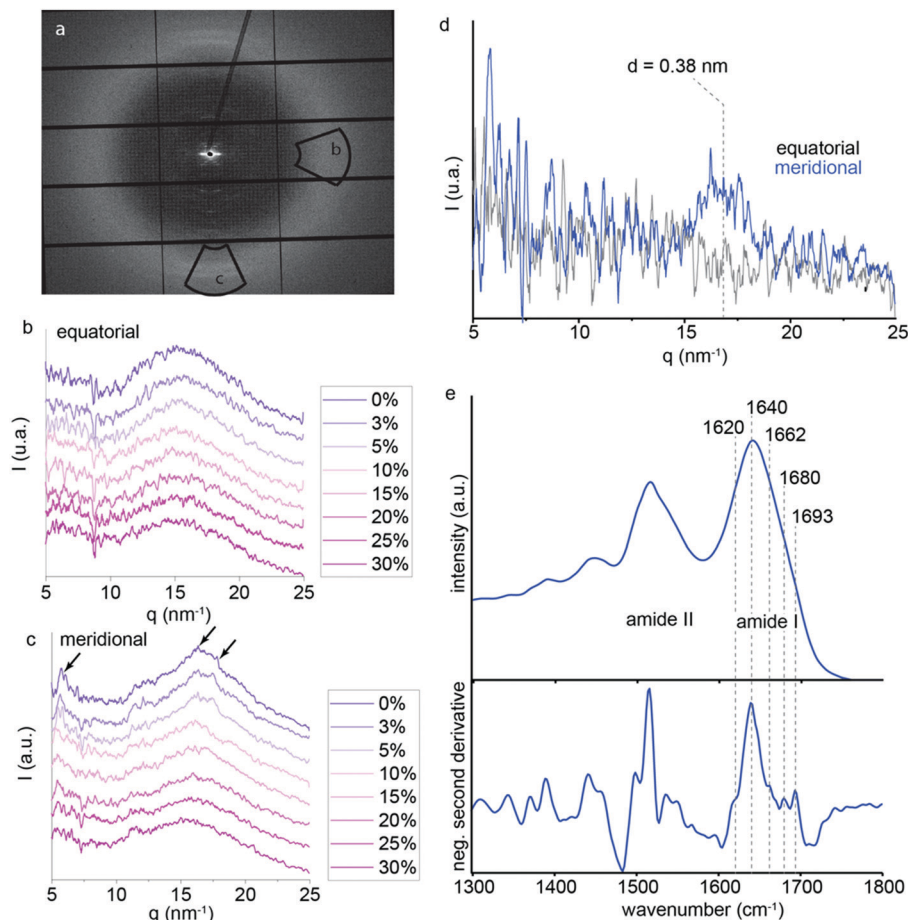 a
b
c
b equatorial
I (u.a.)
0%
3%
5%
10%
15%
20%
25%
30%
5 10 15 20 25
q (nm⁻¹)
c meridional
I (a.u.)
0%
3%
5%
10%
15%
20%
25%
30%
5 10 15 20 25
q (nm⁻¹)
d
d = 0.38 nm
equatorial
meridional
I (u.a.)
5 10 15 20 25
q (nm⁻¹)
e
1640
1620 1662
1680
1693
intensity (a.u.)
amide II amide I
neg. second derivative
1300 1400 1500 1600 1700 1800
wavenumber (cm⁻¹)